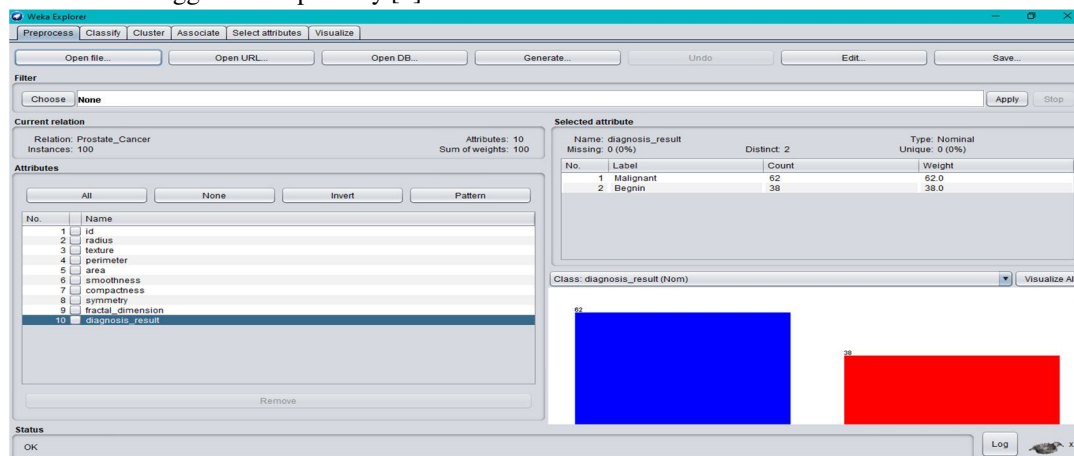 Weka Explorer
Preprocess Classify Cluster Associate Select attributes Visualize
Open file... Open URL... Open DB... Generate... Undo Edit... Save...
Filter
Choose None Apply Stop
Current relation
Relation: Prostate_Cancer Attributes: 10
Instances: 100 Sum of weights: 100
Attributes
All None Invert Pattern
No. Name
1 id
2 radius
3 texture
4 perimeter
5 area
6 smoothness
7 compactness
8 symmetry
9 fractal_dimension
10 diagnosis_result
Remove
Selected attribute
Name: diagnosis_result Type: Nominal
Missing: 0 (0%) Distinct: 2 Unique: 0 (0%)
No. Label Count Weight
1 Malignant 62 62.0
2 Begnin 38 38.0
Class: diagnosis_result (Nom) Visualize Al
62
38
Status
OK Log x